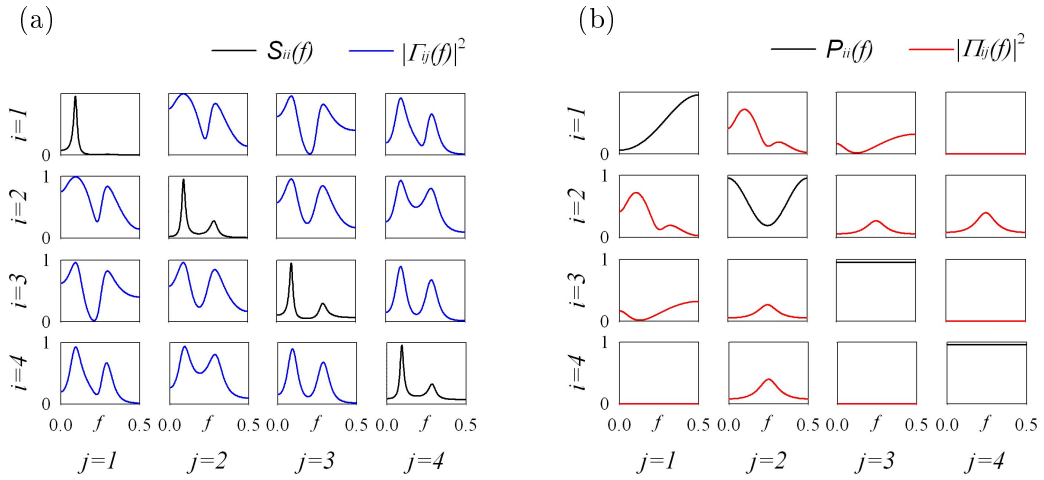 (a) (b)
Sᵢᵢ(f) |Γᵢⱼ(f)|² Pᵢᵢ(f) |Πᵢⱼ(f)|²
i=1 0 i=1 0
i=2 1 0 i=2 1 0
i=3 1 0 i=3 1 0
i=4 1 0 i=4 1 0
0.0 f 0.5 0.0 f 0.5 0.0 f 0.5 0.0 f 0.5 0.0 f 0.5 0.0 f 0.5 0.0 f 0.5 0.0 f 0.5
j=1 j=2 j=3 j=4 j=1 j=2 j=3 j=4